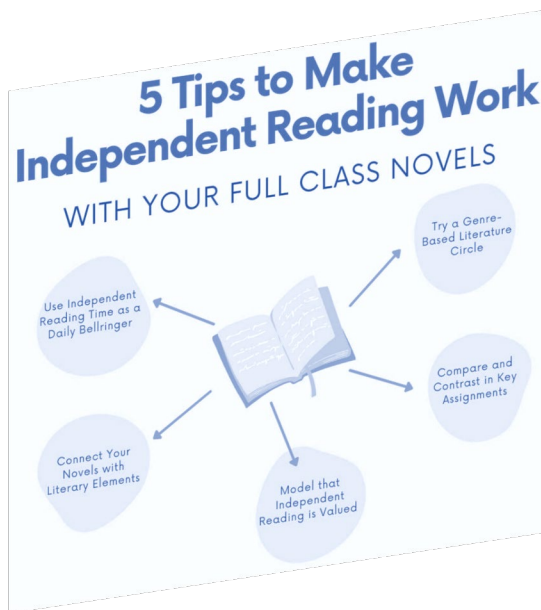 5 Tips to Make
Independent Reading Work
WITH YOUR FULL CLASS NOVELS
Try a Genre-
Based Literature
Circle
Use Independent
Reading Time as a
Daily Bellringer
Compare and
Contrast in Key
Assignments
Connect Your
Novels with
Literary Elements
Model that
Independent
Reading is Valued